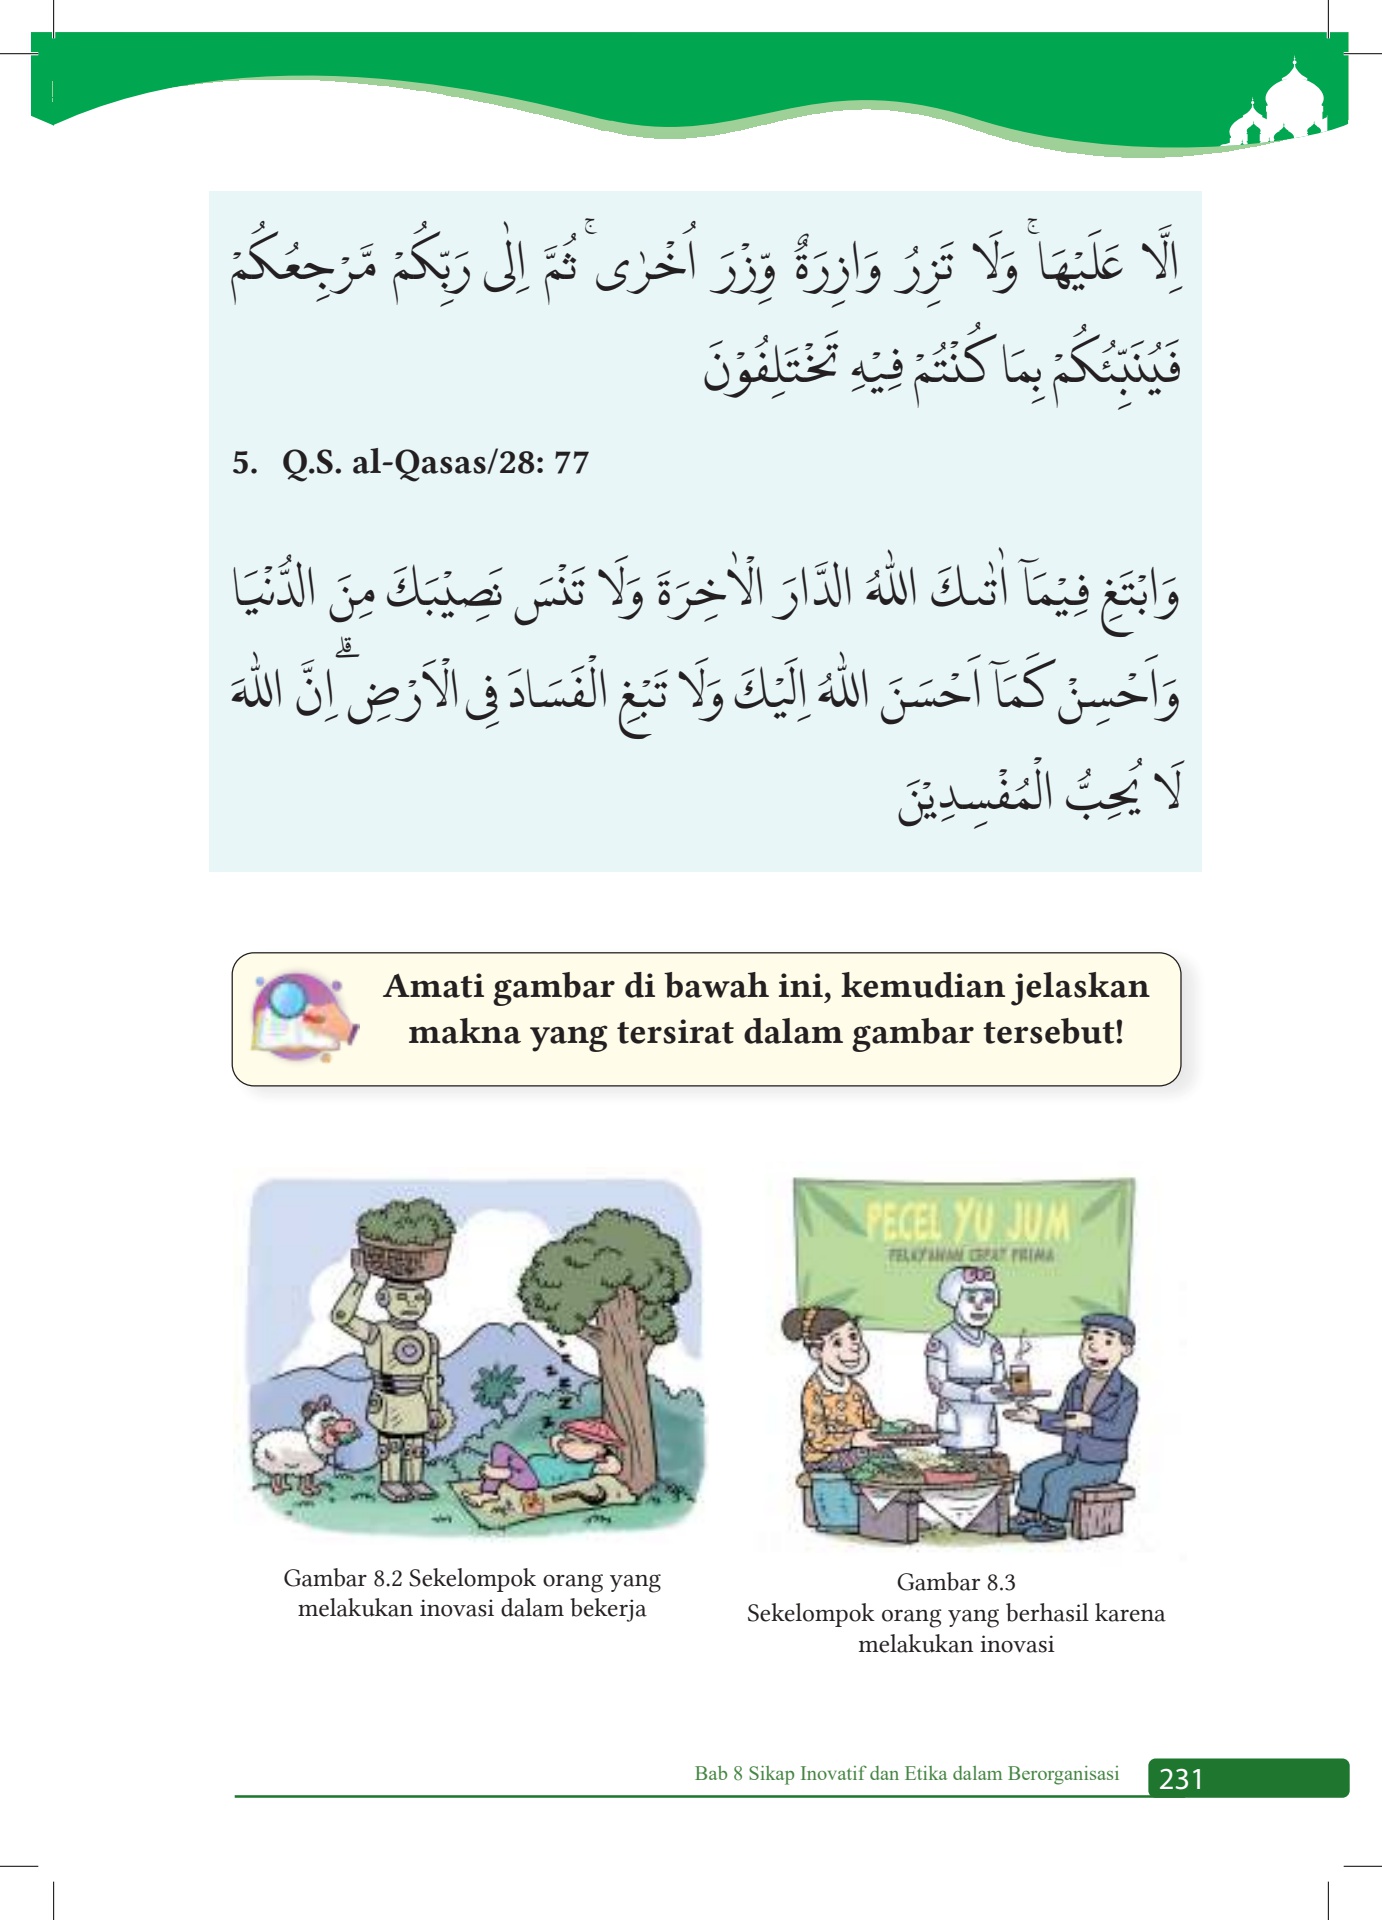 اِلَّا عَلَيْهَاۚ وَلَا تَزِرُ وَازِرَةٌ وِّزْرَ اُخْرٰىۚ ثُمَّ اِلٰى رَبِّكُمْ مَّرْجِعُكُمْ
فَيُنَبِّئُكُمْ بِمَا كُنْتُمْ فِيْهِ تَخْتَلِفُوْنَ
5. Q.S. al-Qasas/28: 77
وَابْتَغِ فِيْمَآ اٰتٰىكَ اللّٰهُ الدَّارَ الْاٰخِرَةَ وَلَا تَنْسَ نَصِيْبَكَ مِنَ الدُّنْيَا
وَاَحْسِنْ كَمَآ اَحْسَنَ اللّٰهُ اِلَيْكَ وَلَا تَبْغِ الْفَسَادَ فِى الْاَرْضِۗ اِنَّ اللّٰهَ
لَا يُحِبُّ الْمُفْسِدِيْنَ
Amati gambar di bawah ini, kemudian jelaskan
makna yang tersirat dalam gambar tersebut!
z z z z z
PECEL YU JUM
PELAYANAN CEPAT PRIMA
Gambar 8.2 Sekelompok orang yang
melakukan inovasi dalam bekerja
Gambar 8.3
Sekelompok orang yang berhasil karena
melakukan inovasi
Bab 8 Sikap Inovatif dan Etika dalam Berorganisasi
231